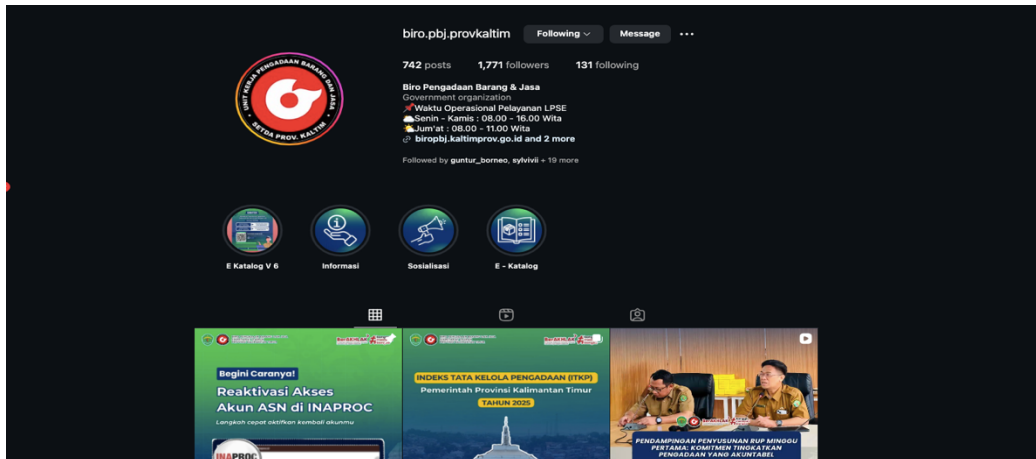 biro.pbj.provkaltim Following Message
742 posts 1,771 followers 131 following
Biro Pengadaan Barang & Jasa
Government organization
📌Waktu Operasional Pelayanan LPSE
Senin - Kamis : 08.00 - 16.00 Wita
Jum'at : 08.00 - 11.00 Wita
biropbj.kaltimprov.go.id and 2 more
Followed by guntur_borneo, sylvivii + 19 more
UNIT KERJA PENGADAAN BARANG DAN JASA
SETDA PROV. KALTIM
E Katalog V 6 Informasi Sosialisasi E - Katalog
Begini Caranya!
Reaktivasi Akses
Akun ASN di INAPROC
Langkah cepat aktifkan kembali akunmu
INAPROC
INDEKS TATA KELOLA PENGADAAN (ITKP)
Pemerintah Provinsi Kalimantan Timur
TAHUN 2025
PENDAMPINGAN PENYUSUNAN RUP MINGGU
PERTAMA: KOMITMEN TINGKATKAN
PENGADAAN YANG AKUNTABEL